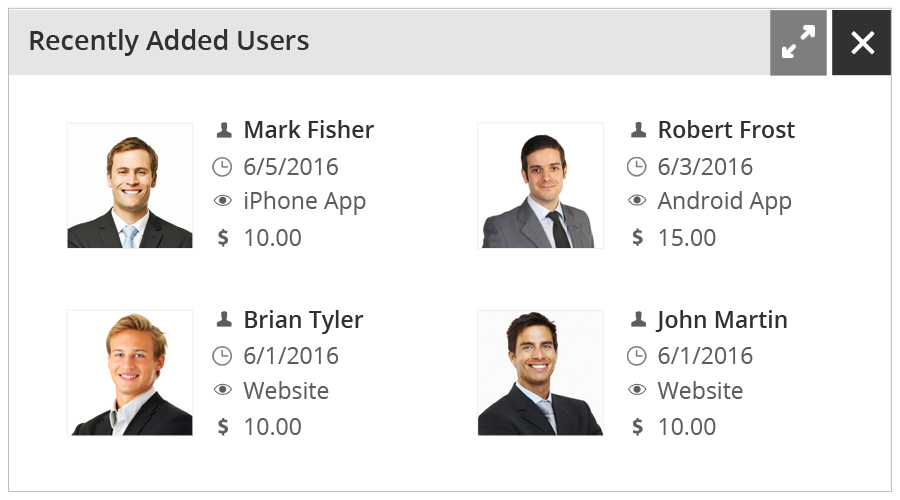 Recently Added Users
Mark Fisher
6/5/2016
iPhone App
$ 10.00
Robert Frost
6/3/2016
Android App
$ 15.00
Brian Tyler
6/1/2016
Website
$ 10.00
John Martin
6/1/2016
Website
$ 10.00